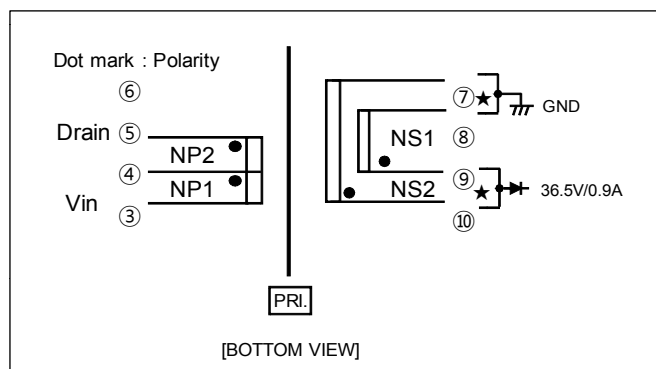 Dot mark : Polarity
⑥
Drain ⑤
NP2
④
NP1
Vin
③
⑦ ★ GND
NS1 ⑧
⑨
NS2 ★ 36.5V/0.9A
⑩
PRI.
[BOTTOM VIEW]